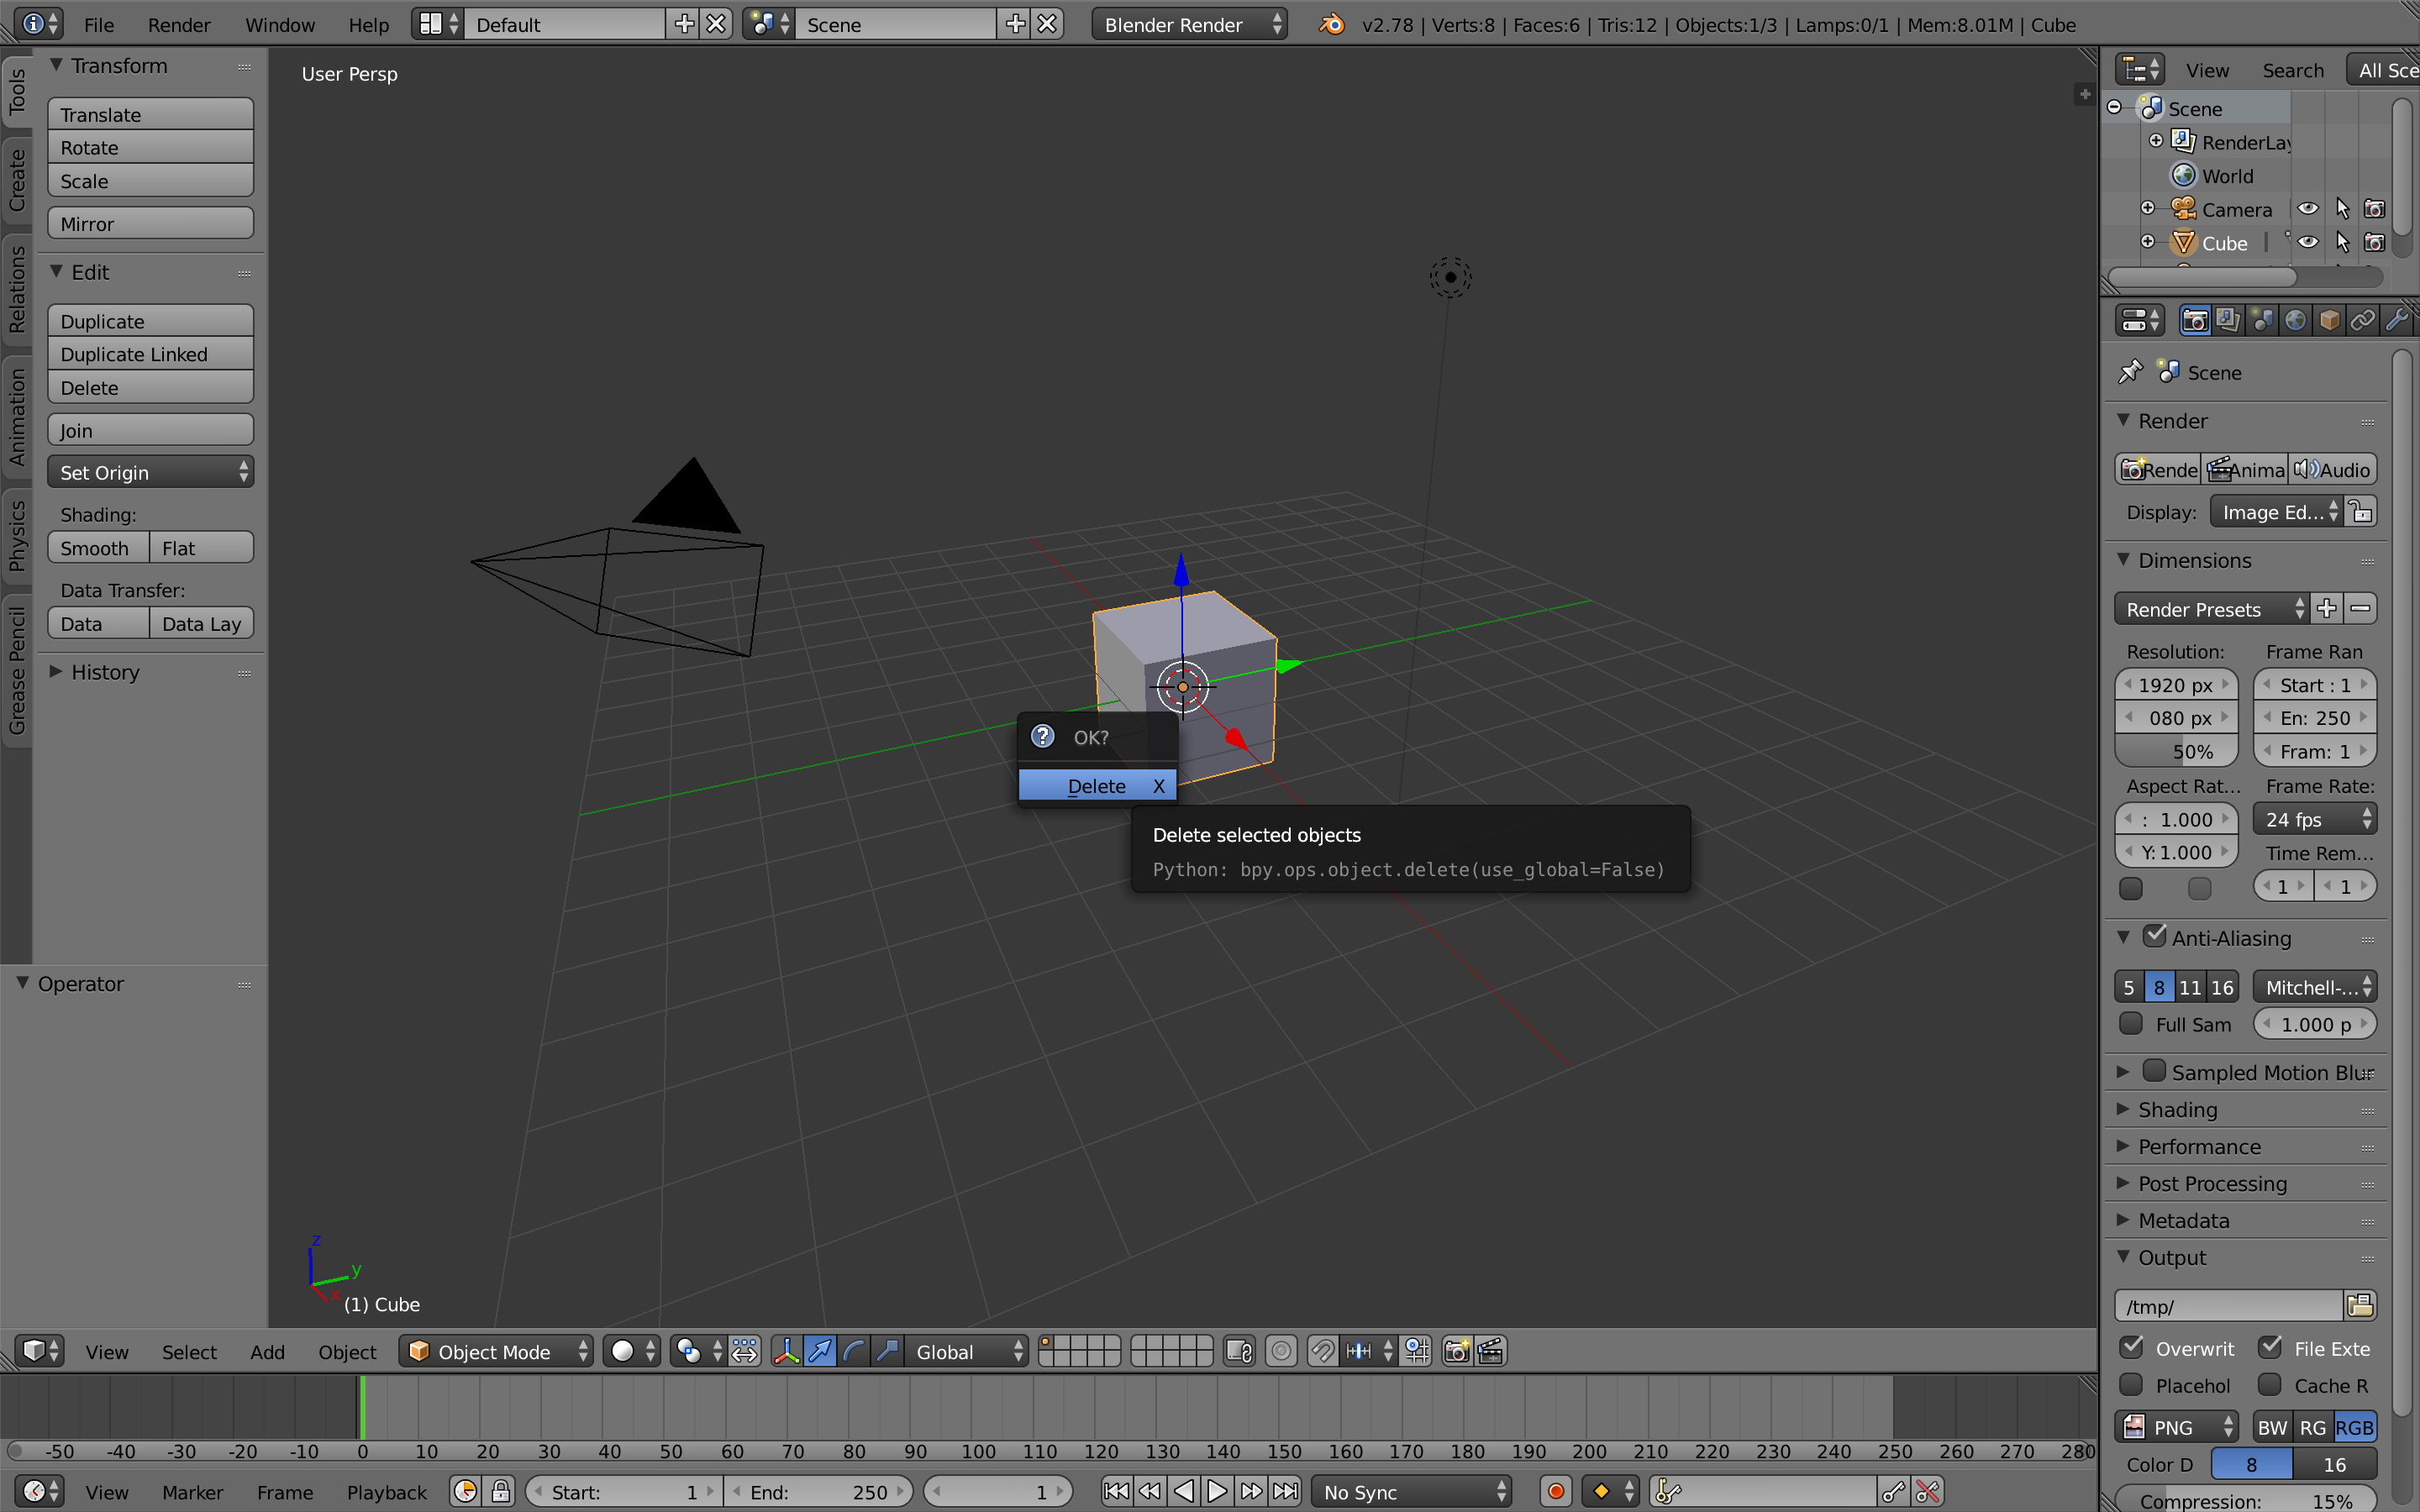 File Render Window Help Default Scene Blender Render v2.78 | Verts:8 | Faces:6 | Tris:12 | Objects:1/3 | Lamps:0/1 | Mem:8.01M | Cube
Tools
Create
Relations
Animation
Physics
Grease Pencil
Transform
Translate
Rotate
Scale
Mirror
Edit
Duplicate
Duplicate Linked
Delete
Join
Set Origin
Shading:
Smooth Flat
Data Transfer:
Data Data Lay
History
Operator
User Persp
OK?
Delete X
Delete selected objects
Python: bpy.ops.object.delete(use_global=False)
z
y
x
(1) Cube
View Select Add Object Object Mode Global
-50 -40 -30 -20 -10 0 10 20 30 40 50 60 70 80 90 100 110 120 130 140 150 160 170 180 190 200 210 220 230 240 250 260 270 280
View Marker Frame Playback Start: 1 End: 250 1 No Sync
View Search All Sce
Scene
RenderLay
World
Camera
Cube
Scene
Render
Rende Anima Audio
Display: Image Ed...
Dimensions
Render Presets
Resolution: Frame Ran
1920 px Start : 1
080 px En: 250
50% Fram: 1
Aspect Rat... Frame Rate:
: 1.000 24 fps
Y: 1.000 Time Rem...
1 1
Anti-Aliasing
5 8 11 16 Mitchell-...
Full Sam 1.000 p
Sampled Motion Blur
Shading
Performance
Post Processing
Metadata
Output
/tmp/
Overwrit File Exte
Placehol Cache R
PNG BW RG RGB
Color D 8 16
Compression: 15%